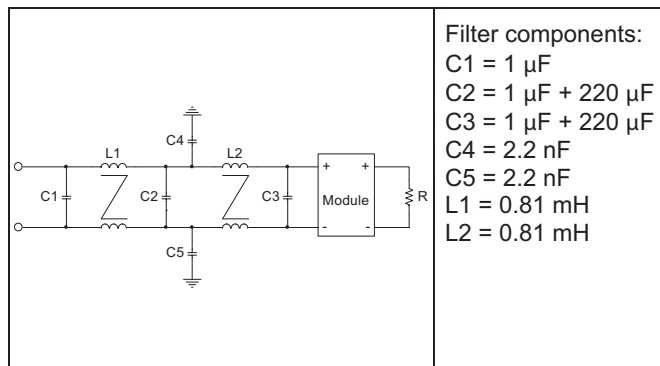 C4
L1
L2
C1
C2
C3
+
+
Module
-
-
R
C5
Filter components:
C1 = 1 µF
C2 = 1 µF + 220 µF
C3 = 1 µF + 220 µF
C4 = 2.2 nF
C5 = 2.2 nF
L1 = 0.81 mH
L2 = 0.81 mH